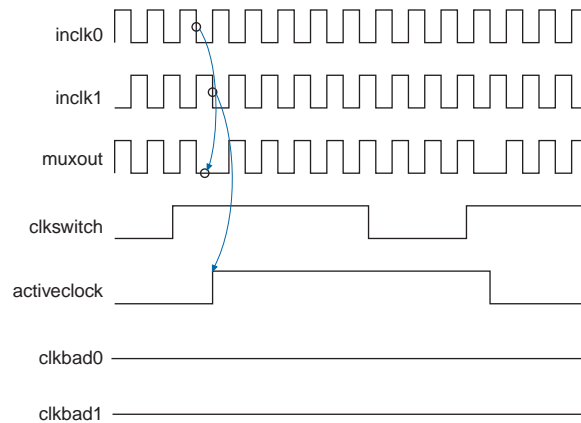 inclk0
inclk1
muxout
clkswitch
activeclock
clkbad0
clkbad1